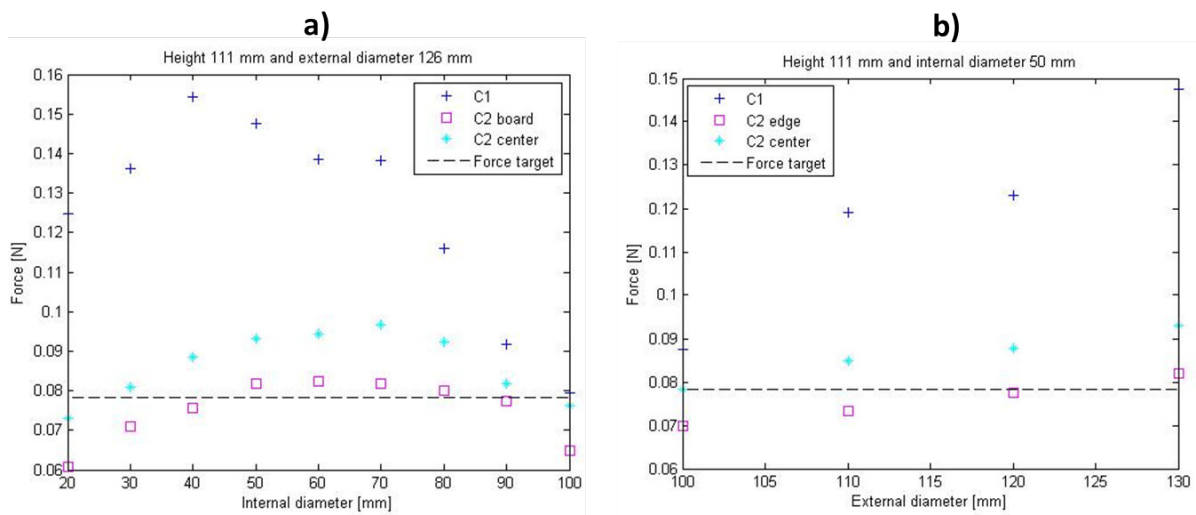 a)
Height 111 mm and external diameter 126 mm
C1
C2 board
C2 center
Force target
Force [N]
0.16
0.15
0.14
0.13
0.12
0.11
0.1
0.09
0.08
0.07
0.06
20 30 40 50 60 70 80 90 100
Internal diameter [mm]
b)
Height 111 mm and internal diameter 50 mm
C1
C2 edge
C2 center
Force target
Force [N]
0.15
0.14
0.13
0.12
0.11
0.1
0.09
0.08
0.07
0.06
100 105 110 115 120 125 130
External diameter [mm]